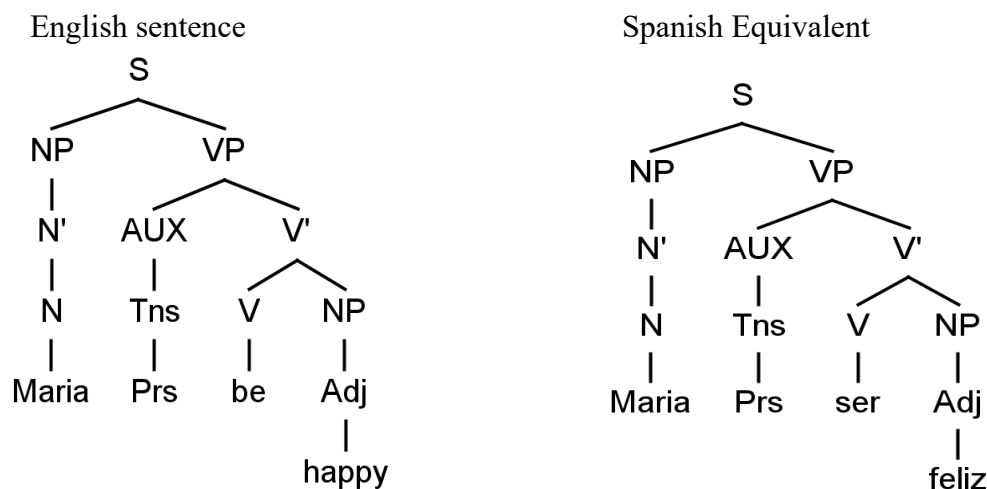 English sentence
Spanish Equivalent
S
NP VP
N' AUX V'
N Tns V NP
Maria Prs be Adj
happy
S
NP VP
N' AUX V'
N Tns V NP
Maria Prs ser Adj
feliz